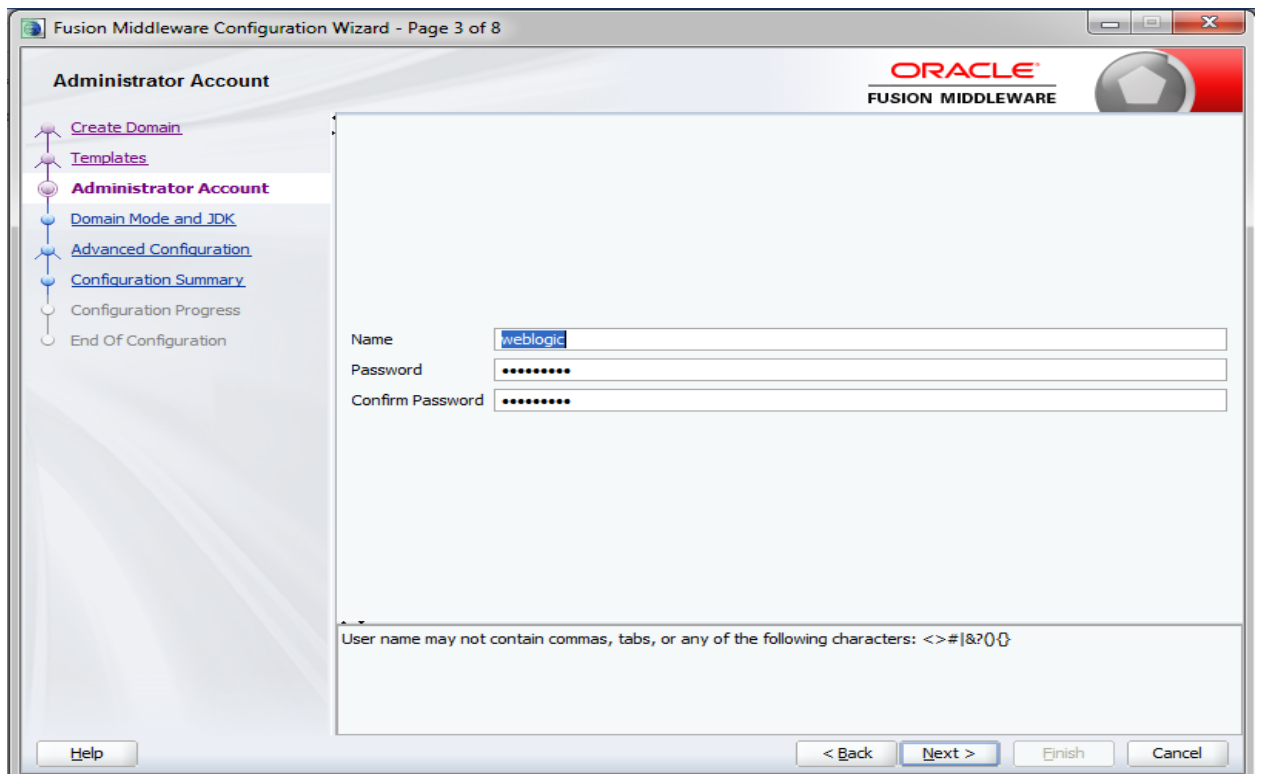 Fusion Middleware Configuration Wizard - Page 3 of 8
Administrator Account
ORACLE®
FUSION MIDDLEWARE
Create Domain
Templates
Administrator Account
Domain Mode and JDK
Advanced Configuration
Configuration Summary
Configuration Progress
End Of Configuration
Name weblogic
Password •••••••••
Confirm Password •••••••••
User name may not contain commas, tabs, or any of the following characters: <>#|&?(){}
Help < Back Next > Finish Cancel